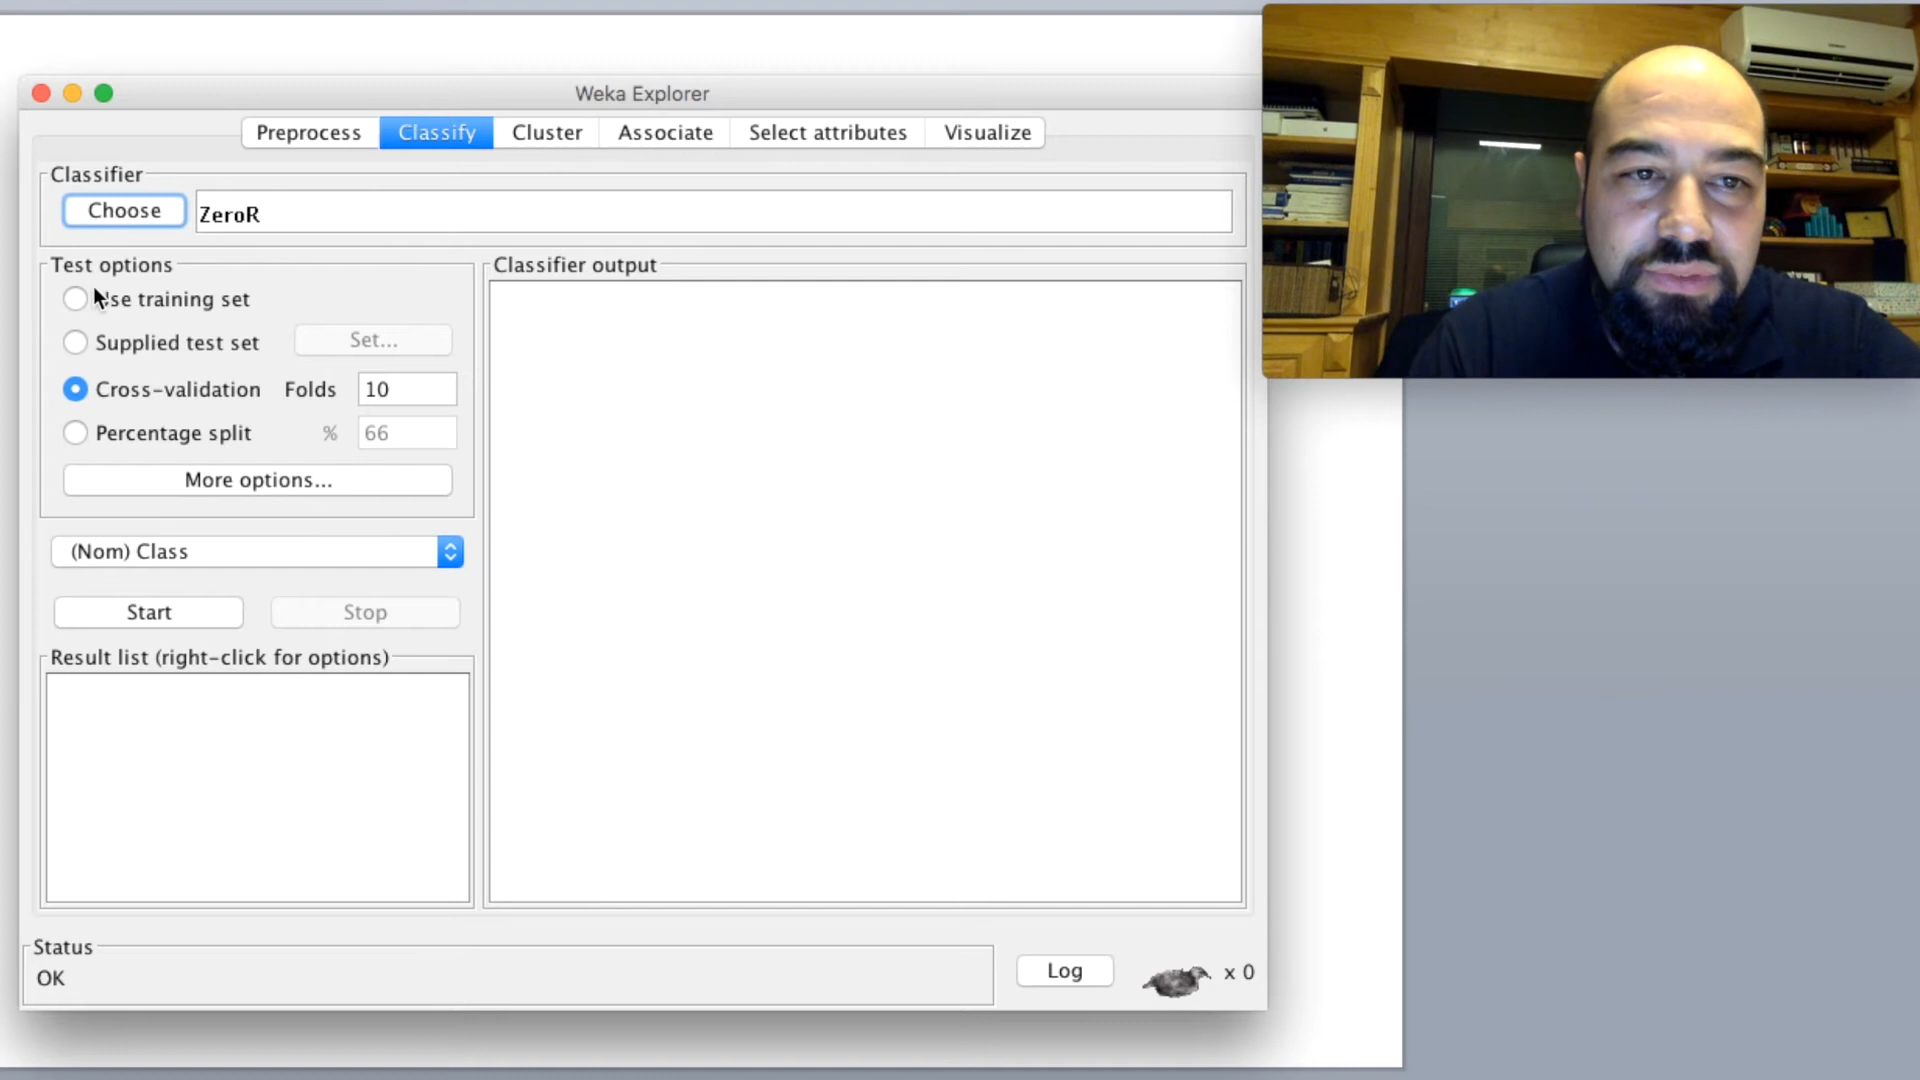 Weka Explorer
Preprocess Classify Cluster Associate Select attributes Visualize
Classifier
Choose ZeroR
Test options
se training set
Supplied test set Set...
Cross-validation Folds 10
Percentage split % 66
More options...
(Nom) Class
Start Stop
Result list (right-click for options)
Classifier output
Status
OK
Log x 0